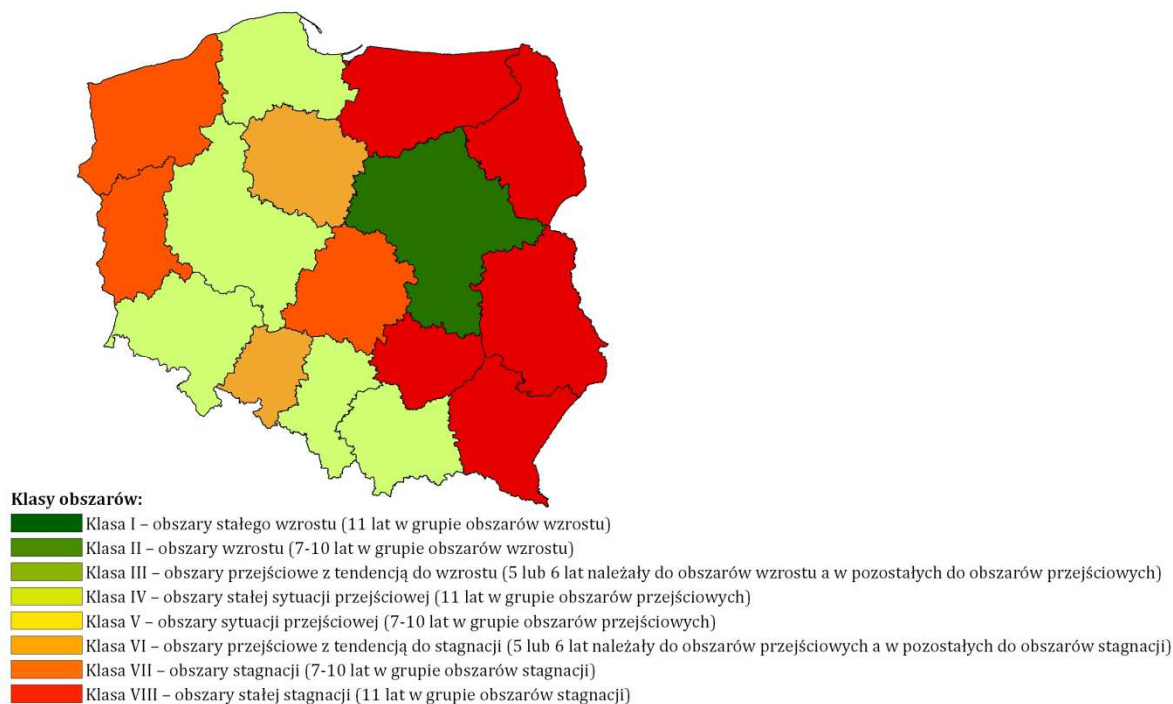 Klasy obszarów:
Klasa I – obszary stałego wzrostu (11 lat w grupie obszarów wzrostu)
Klasa II – obszary wzrostu (7-10 lat w grupie obszarów wzrostu)
Klasa III – obszary przejściowe z tendencją do wzrostu (5 lub 6 lat należały do obszarów wzrostu a w pozostałych do obszarów przejściowych)
Klasa IV – obszary stałej sytuacji przejściowej (11 lat w grupie obszarów przejściowych)
Klasa V – obszary sytuacji przejściowej (7-10 lat w grupie obszarów przejściowych)
Klasa VI – obszary przejściowe z tendencją do stagnacji (5 lub 6 lat należały do obszarów przejściowych a w pozostałych do obszarów stagnacji)
Klasa VII – obszary stagnacji (7-10 lat w grupie obszarów stagnacji)
Klasa VIII – obszary stałej stagnacji (11 lat w grupie obszarów stagnacji)